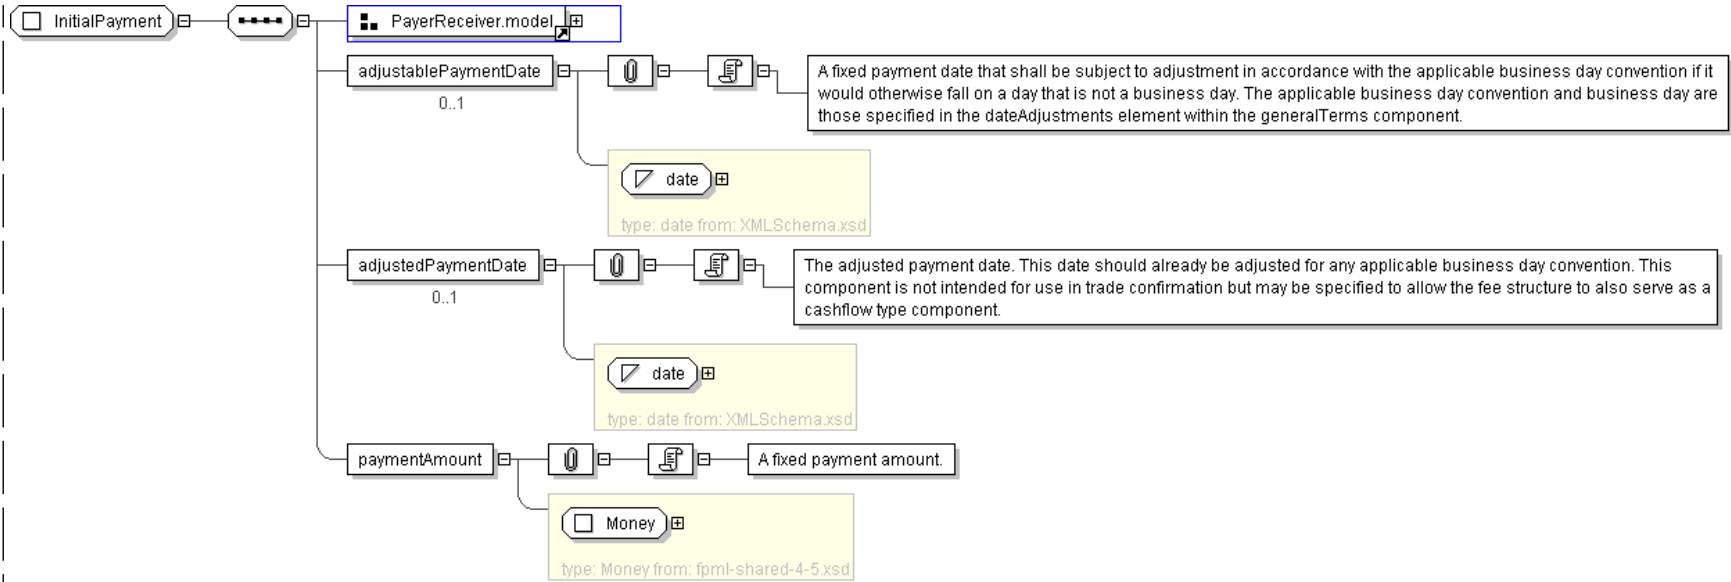 InitialPayment
PayerReceiver.model
adjustablePaymentDate
0..1
A fixed payment date that shall be subject to adjustment in accordance with the applicable business day convention if it
would otherwise fall on a day that is not a business day. The applicable business day convention and business day are
those specified in the dateAdjustments element within the generalTerms component.
date
type: date from: XMLSchema.xsd
adjustedPaymentDate
0..1
The adjusted payment date. This date should already be adjusted for any applicable business day convention. This
component is not intended for use in trade confirmation but may be specified to allow the fee structure to also serve as a
cashflow type component.
date
type: date from: XMLSchema.xsd
paymentAmount
A fixed payment amount.
Money
type: Money from: fpml-shared-4-5.xsd